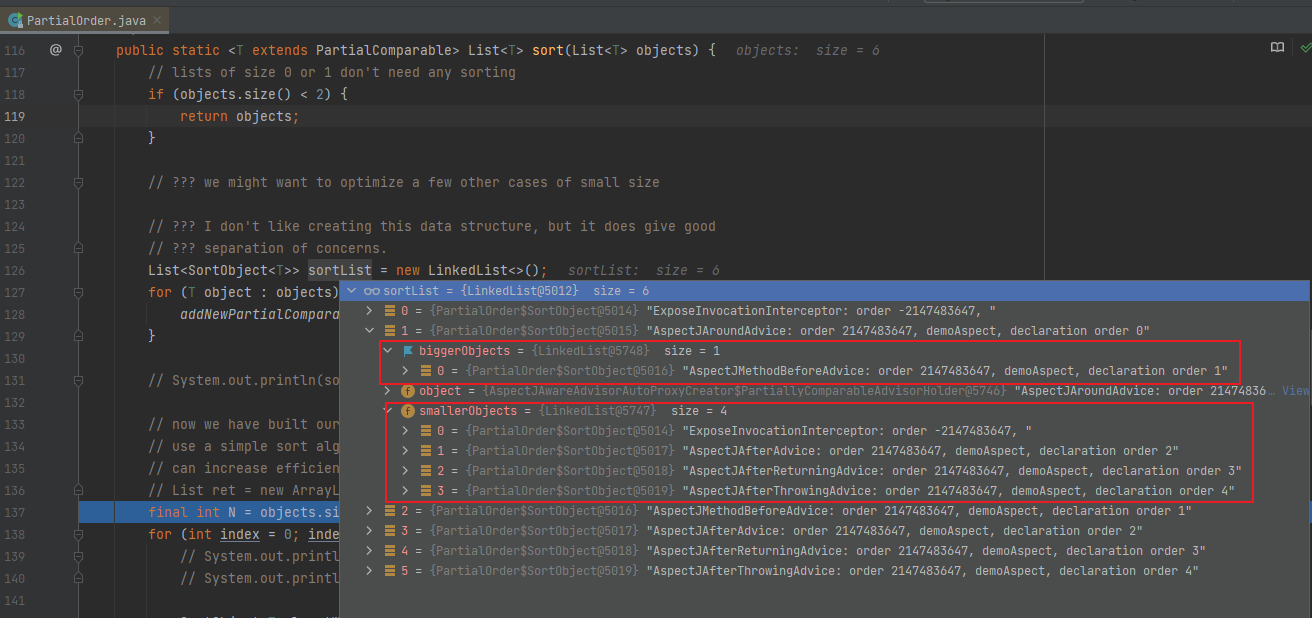 PartialOrder.java
116 @ public static <T extends PartialComparable> List<T> sort(List<T> objects) { objects: size = 6
117 // lists of size 0 or 1 don't need any sorting
118 if (objects.size() < 2) {
119 return objects;
120 }
121
122 // ??? we might want to optimize a few other cases of small size
123
124 // ??? I don't like creating this data structure, but it does give good
125 // ??? separation of concerns.
126 List<SortObject<T>> sortList = new LinkedList<>(); sortList: size = 6
127 for (T object : objects)
sortList = {LinkedList@5012} size = 6
0 = {PartialOrder$SortObject@5014} "ExposeInvocationInterceptor: order -2147483647, "
128 addNewPartialCompara
1 = {PartialOrder$SortObject@5015} "AspectJAroundAdvice: order 2147483647, demoAspect, declaration order 0"
129 }
biggerObjects = {LinkedList@5748} size = 1
130
0 = {PartialOrder$SortObject@5016} "AspectJMethodBeforeAdvice: order 2147483647, demoAspect, declaration order 1"
131 // System.out.println(so
object = {AspectJAwareAdvisorAutoProxyCreator$PartiallyComparableAdvisorHolder@5746} "AspectJAroundAdvice: order 21474836... View
132
smallerObjects = {LinkedList@5747} size = 4
133 // now we have built our
0 = {PartialOrder$SortObject@5014} "ExposeInvocationInterceptor: order -2147483647, "
134 // use a simple sort alg
1 = {PartialOrder$SortObject@5017} "AspectJAfterAdvice: order 2147483647, demoAspect, declaration order 2"
135 // can increase efficien
2 = {PartialOrder$SortObject@5018} "AspectJAfterReturningAdvice: order 2147483647, demoAspect, declaration order 3"
136 // List ret = new ArrayL
3 = {PartialOrder$SortObject@5019} "AspectJAfterThrowingAdvice: order 2147483647, demoAspect, declaration order 4"
137 final int N = objects.si
2 = {PartialOrder$SortObject@5016} "AspectJMethodBeforeAdvice: order 2147483647, demoAspect, declaration order 1"
138 for (int index = 0; inde
3 = {PartialOrder$SortObject@5017} "AspectJAfterAdvice: order 2147483647, demoAspect, declaration order 2"
139 // System.out.printl
4 = {PartialOrder$SortObject@5018} "AspectJAfterReturningAdvice: order 2147483647, demoAspect, declaration order 3"
140 // System.out.printl
5 = {PartialOrder$SortObject@5019} "AspectJAfterThrowingAdvice: order 2147483647, demoAspect, declaration order 4"
141